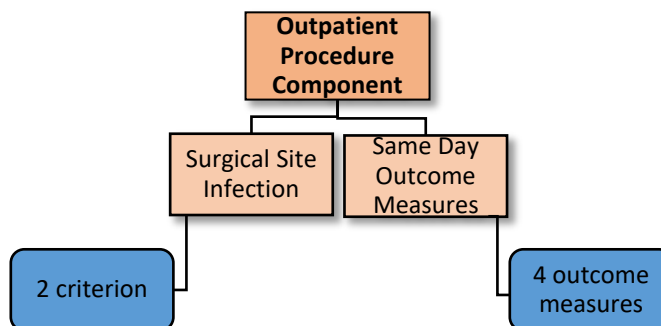 Outpatient
Procedure
Component
Surgical Site
Infection
Same Day
Outcome
Measures
2 criterion
4 outcome
measures